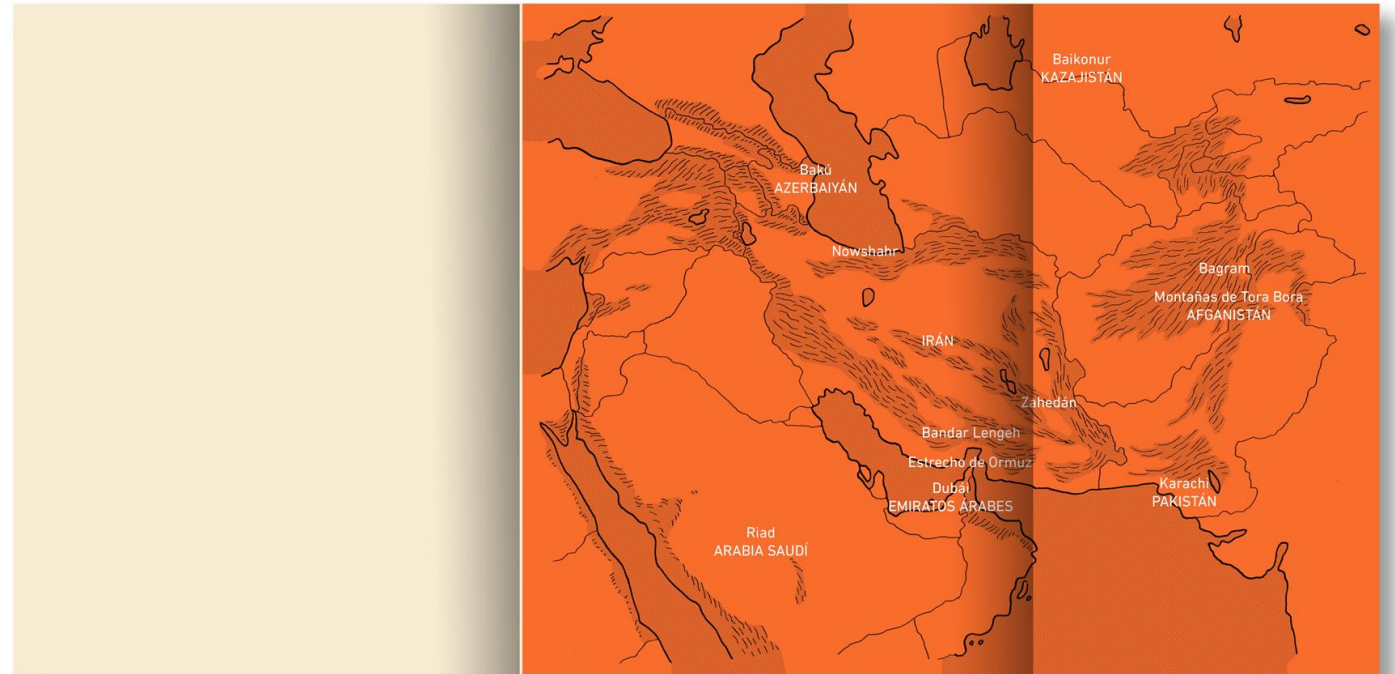 Baikonur
KAZAJISTÁN
Bakú
AZERBAIYÁN
Nowshahr
Bagram
Montañas de Tora Bora
AFGANISTÁN
IRÁN
Zahedán
Bandar Lengeh
Estrecho de Ormuz
Dubái
EMIRATOS ÁRABES
Karachi
PAKISTÁN
Riad
ARABIA SAUDÍ